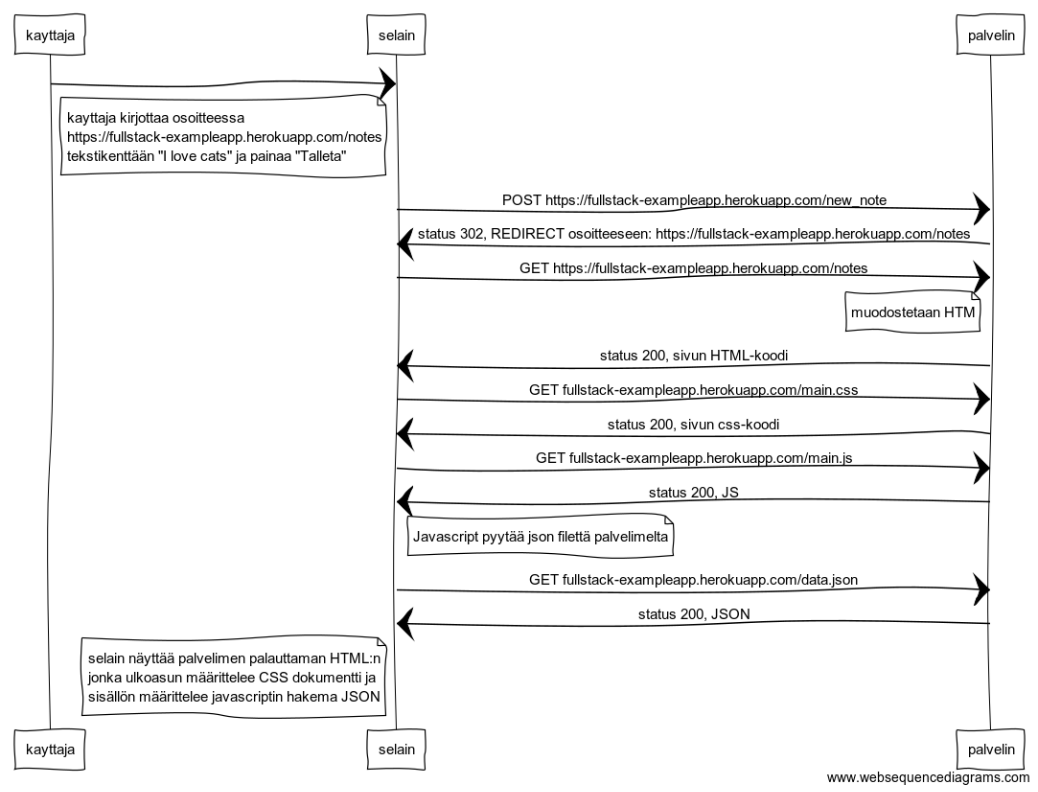 kayttaja
selain
palvelin
kayttaja kirjottaa osoitteessa
https://fullstack-exampleapp.herokuapp.com/notes
tekstikenttään "I love cats" ja painaa "Talleta"
POST https://fullstack-exampleapp.herokuapp.com/new_note
status 302, REDIRECT osoitteeseen: https://fullstack-exampleapp.herokuapp.com/notes
GET https://fullstack-exampleapp.herokuapp.com/notes
muodostetaan HTM
status 200, sivun HTML-koodi
GET fullstack-exampleapp.herokuapp.com/main.css
status 200, sivun css-koodi
GET fullstack-exampleapp.herokuapp.com/main.js
status 200, JS
Javascript pyytää json filettä palvelimelta
GET fullstack-exampleapp.herokuapp.com/data.json
status 200, JSON
selain näyttää palvelimen palauttaman HTML:n
jonka ulkoasun määrittelee CSS dokumentti ja
sisällön määrittelee javascriptin hakema JSON
kayttaja
selain
palvelin
www.websequencediagrams.com